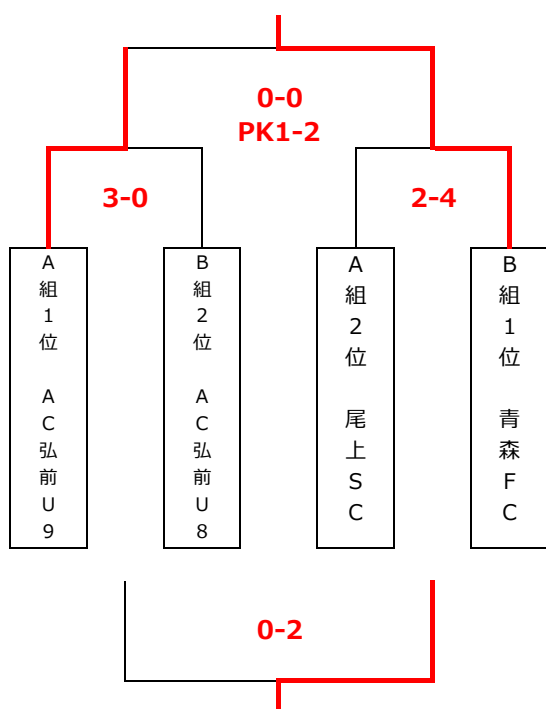 0-0
PK1-2
3-0
2-4
A組1位 AC弘前U9
B組2位 AC弘前U8
A組2位 尾上SC
B組1位 青森FC
0-2